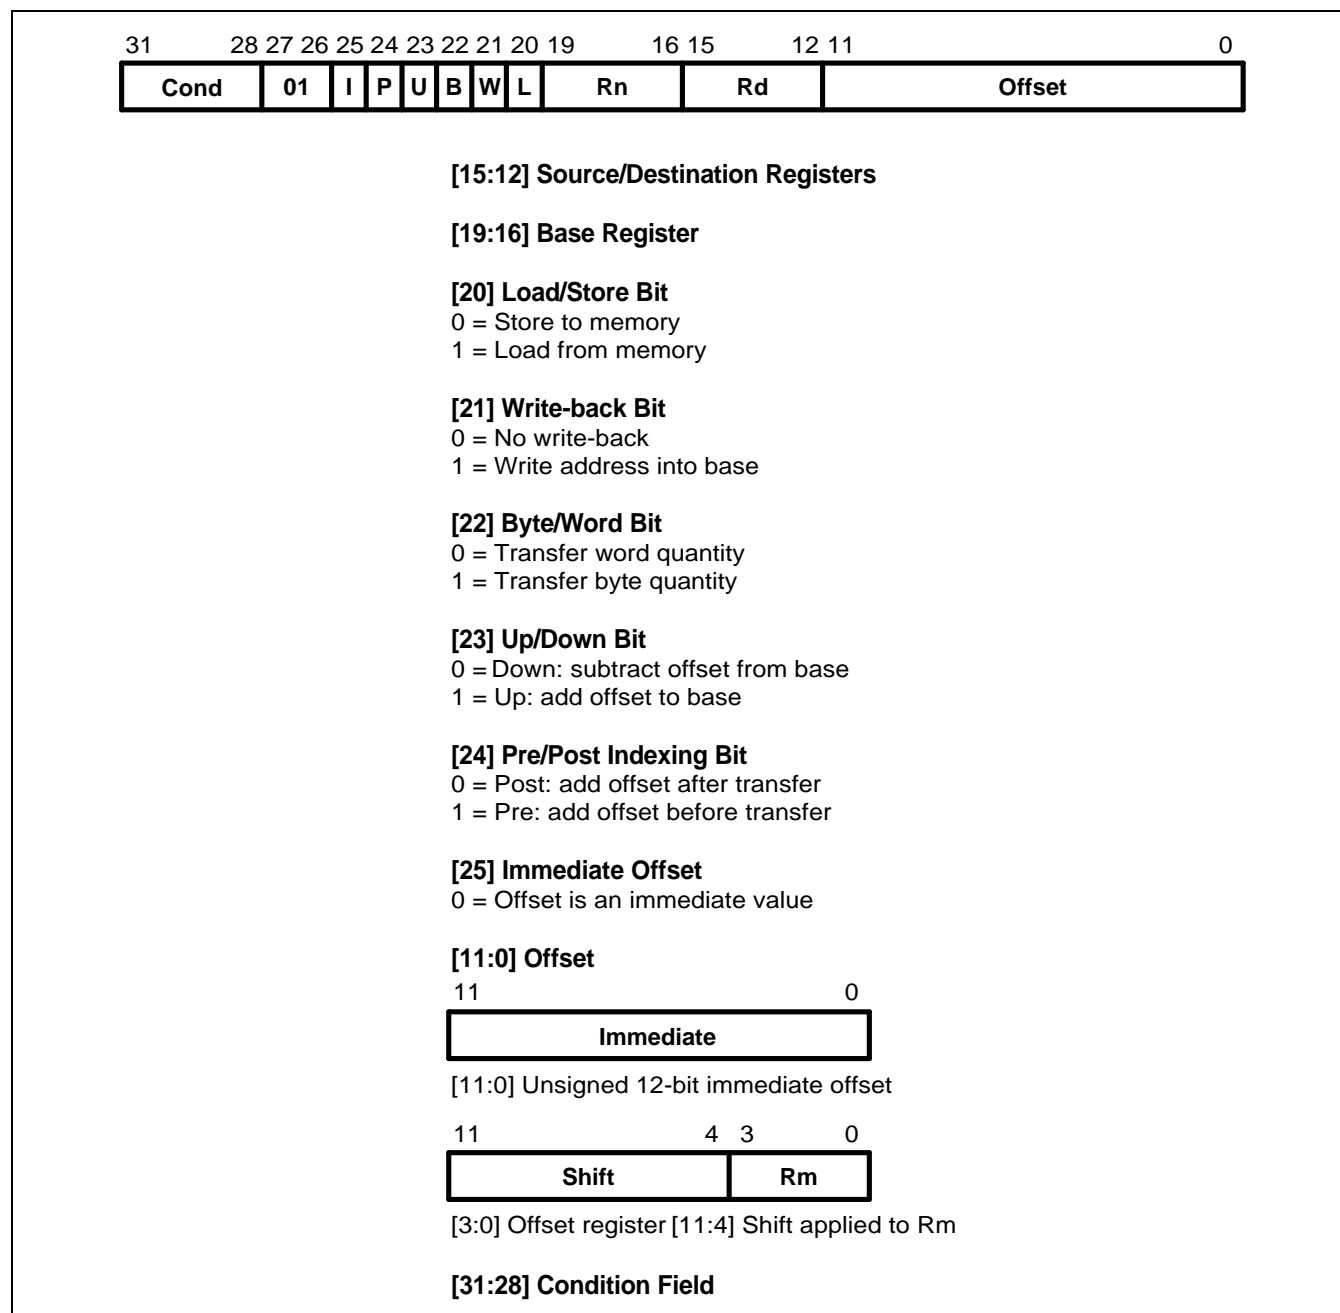 31 28 27 26 25 24 23 22 21 20 19 16 15 12 11 0
Cond 01 I P U B W L Rn Rd Offset
[15:12] Source/Destination Registers
[19:16] Base Register
[20] Load/Store Bit
0 = Store to memory
1 = Load from memory
[21] Write-back Bit
0 = No write-back
1 = Write address into base
[22] Byte/Word Bit
0 = Transfer word quantity
1 = Transfer byte quantity
[23] Up/Down Bit
0 = Down: subtract offset from base
1 = Up: add offset to base
[24] Pre/Post Indexing Bit
0 = Post: add offset after transfer
1 = Pre: add offset before transfer
[25] Immediate Offset
0 = Offset is an immediate value
[11:0] Offset
11 0
Immediate
[11:0] Unsigned 12-bit immediate offset
11 4 3 0
Shift Rm
[3:0] Offset register [11:4] Shift applied to Rm
[31:28] Condition Field